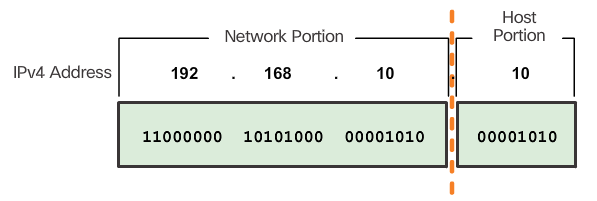 Host
Network Portion Portion
IPv4 Address 192 . 168 . 10 . 10
11000000 10101000 00001010 00001010